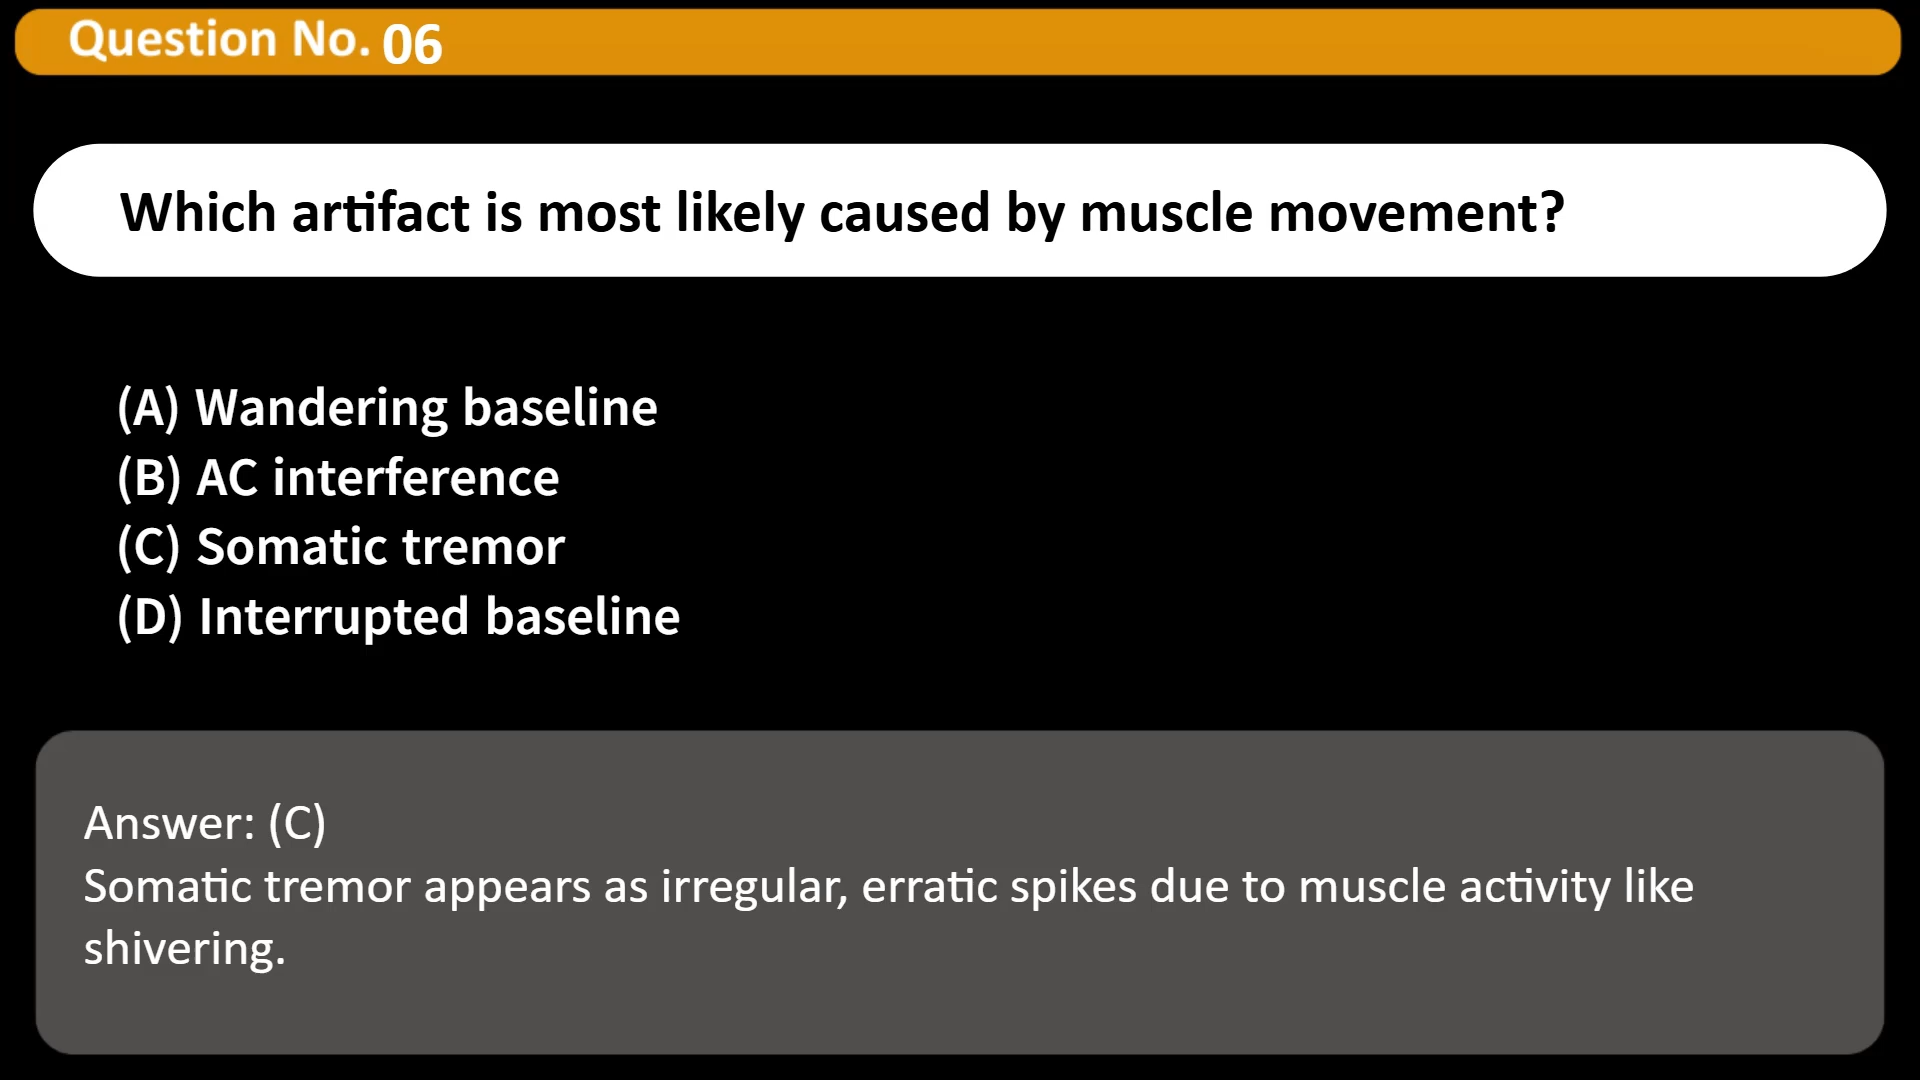 Question No. 06
Which artifact is most likely caused by muscle movement?
(A) Wandering baseline
(B) AC interference
(C) Somatic tremor
(D) Interrupted baseline
Answer: (C)
Somatic tremor appears as irregular, erratic spikes due to muscle activity like
shivering.